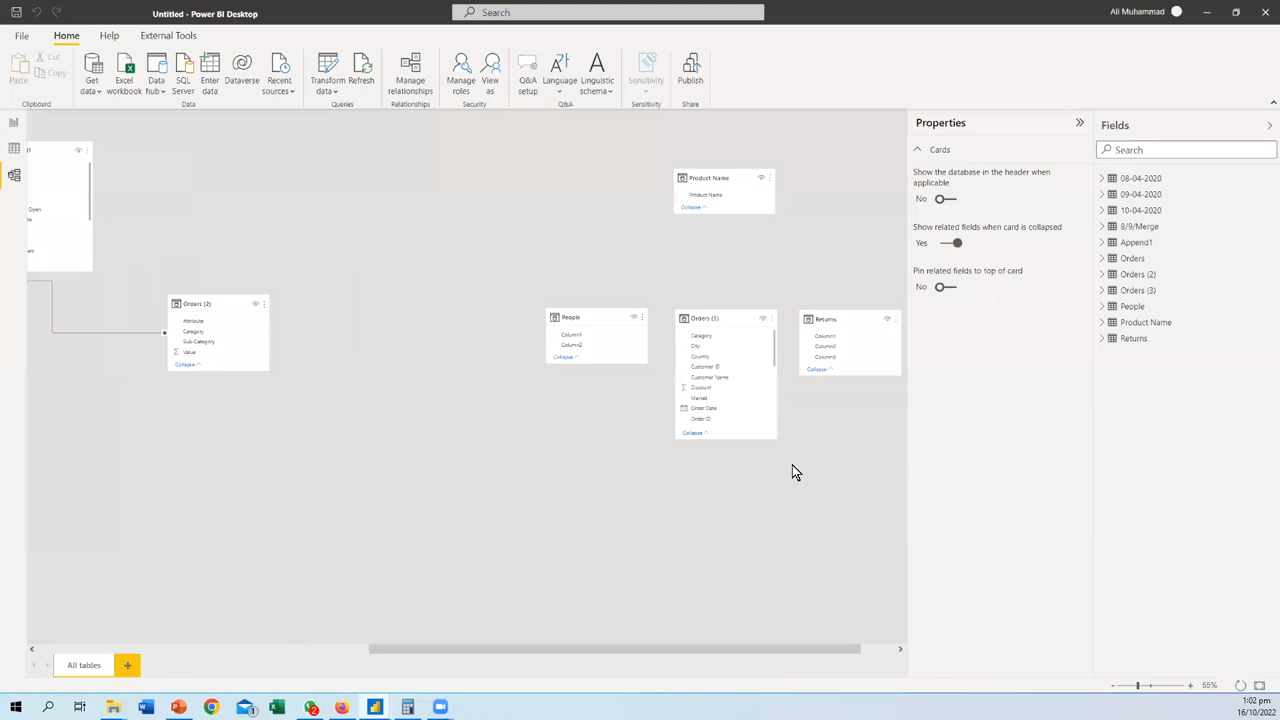 Untitled - Power BI Desktop
Search
Ali Muhammad
File
Home
Help
External Tools
Paste
Cut
Copy
Clipboard
Get data
Excel workbook
Data hub
SQL Server
Enter data
Dataverse
Recent sources
Data
Transform data
Refresh
Queries
Manage relationships
Relationships
Manage roles
View as
Security
Q&A setup
Language
Linguistic schema
Q&A
Sensitivity
Sensitivity
Publish
Share
Open
Orders (2)
Attribute
Category
Sub-Category
Value
Collapse
People
Column1
Column2
Collapse
Product Name
Product Name
Collapse
Orders (3)
Category
City
Country
Customer ID
Customer Name
Discount
Market
Order Date
Order ID
Collapse
Returns
Column1
Column2
Column3
Collapse
Properties
Cards
Show the database in the header when
applicable
No
Show related fields when card is collapsed
Yes
Pin related fields to top of card
No
Fields
Search
08-04-2020
09-04-2020
10-04-2020
8/9/Merge
Append1
Orders
Orders (2)
Orders (3)
People
Product Name
Returns
All tables
65%
1:02 pm
16/10/2022